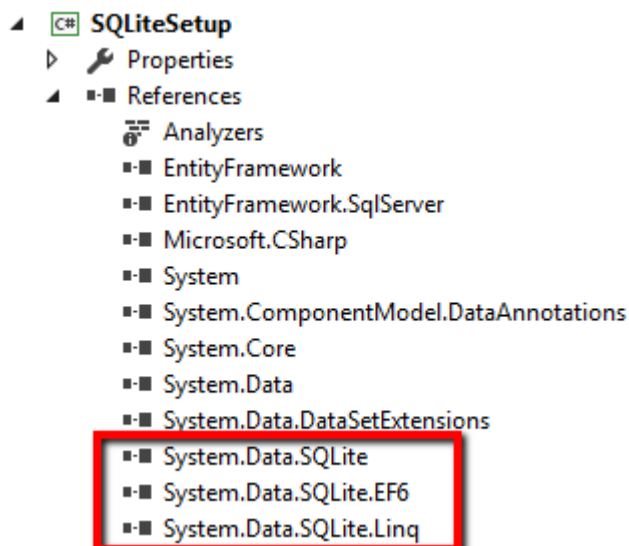 C# SQLiteSetup
Properties
References
Analyzers
EntityFramework
EntityFramework.SqlServer
Microsoft.CSharp
System
System.ComponentModel.DataAnnotations
System.Core
System.Data
System.Data.DataSetExtensions
System.Data.SQLite
System.Data.SQLite.EF6
System.Data.SQLite.Linq